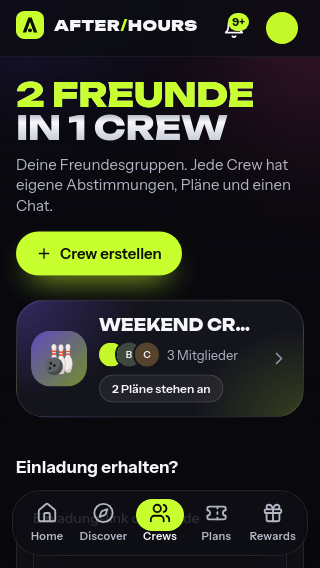 AFTER/HOURS
9+
2 FREUNDE
IN 1 CREW
Deine Freundesgruppen. Jede Crew hat
eigene Abstimmungen, Pläne und einen
Chat.
+ Crew erstellen
WEEKEND CR...
B C 3 Mitglieder
2 Pläne stehen an
Einladung erhalten?
Home Discover Crews Plans Rewards